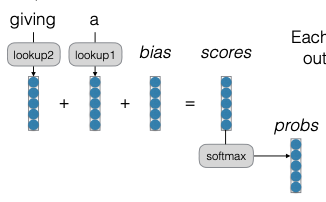 giving a
lookup2 lookup1 bias scores Each
out
+ + =
probs
softmax